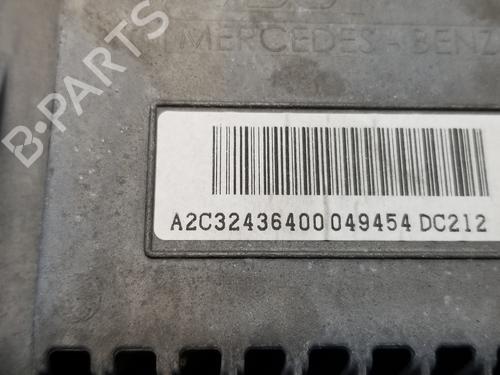 MERCEDES - BENZ
A2C32436400 049454 DC212
B-PARTS